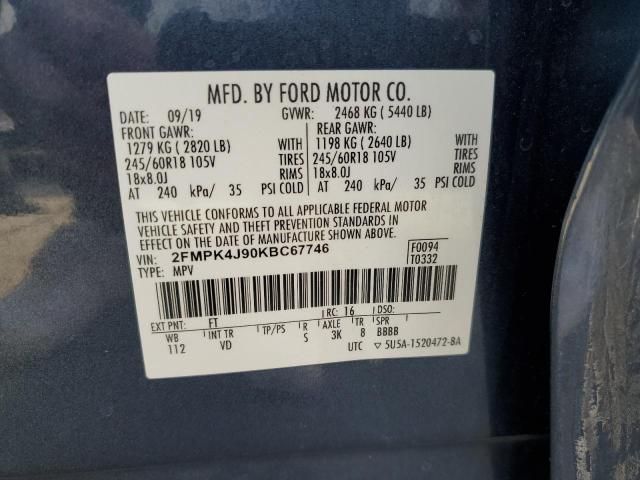 MFD. BY FORD MOTOR CO.
DATE: 09/19 GVWR: 2468 KG ( 5440 LB)
FRONT GAWR: REAR GAWR:
1279 KG ( 2820 LB) WITH 1198 KG ( 2640 LB) WITH
245/60R18 105V TIRES 245/60R18 105V TIRES
18x8.0J RIMS 18x8.0J RIMS
AT 240 kPa/ 35 PSI COLD AT 240 kPa/ 35 PSI COLD
THIS VEHICLE CONFORMS TO ALL APPLICABLE FEDERAL MOTOR
VEHICLE SAFETY AND THEFT PREVENTION STANDARDS IN
EFFECT ON THE DATE OF MANUFACTURE SHOWN ABOVE.
VIN: 2FMPK4J90KBC67746 F0094
TYPE: MPV T0332
EXT PNT: FT RC: 16 DSO:
WB INT TR TP/PS R AXLE TR SPR
112 VD S 3K 8 BBBB
UTC ▽ 5U5A-1520472-BA